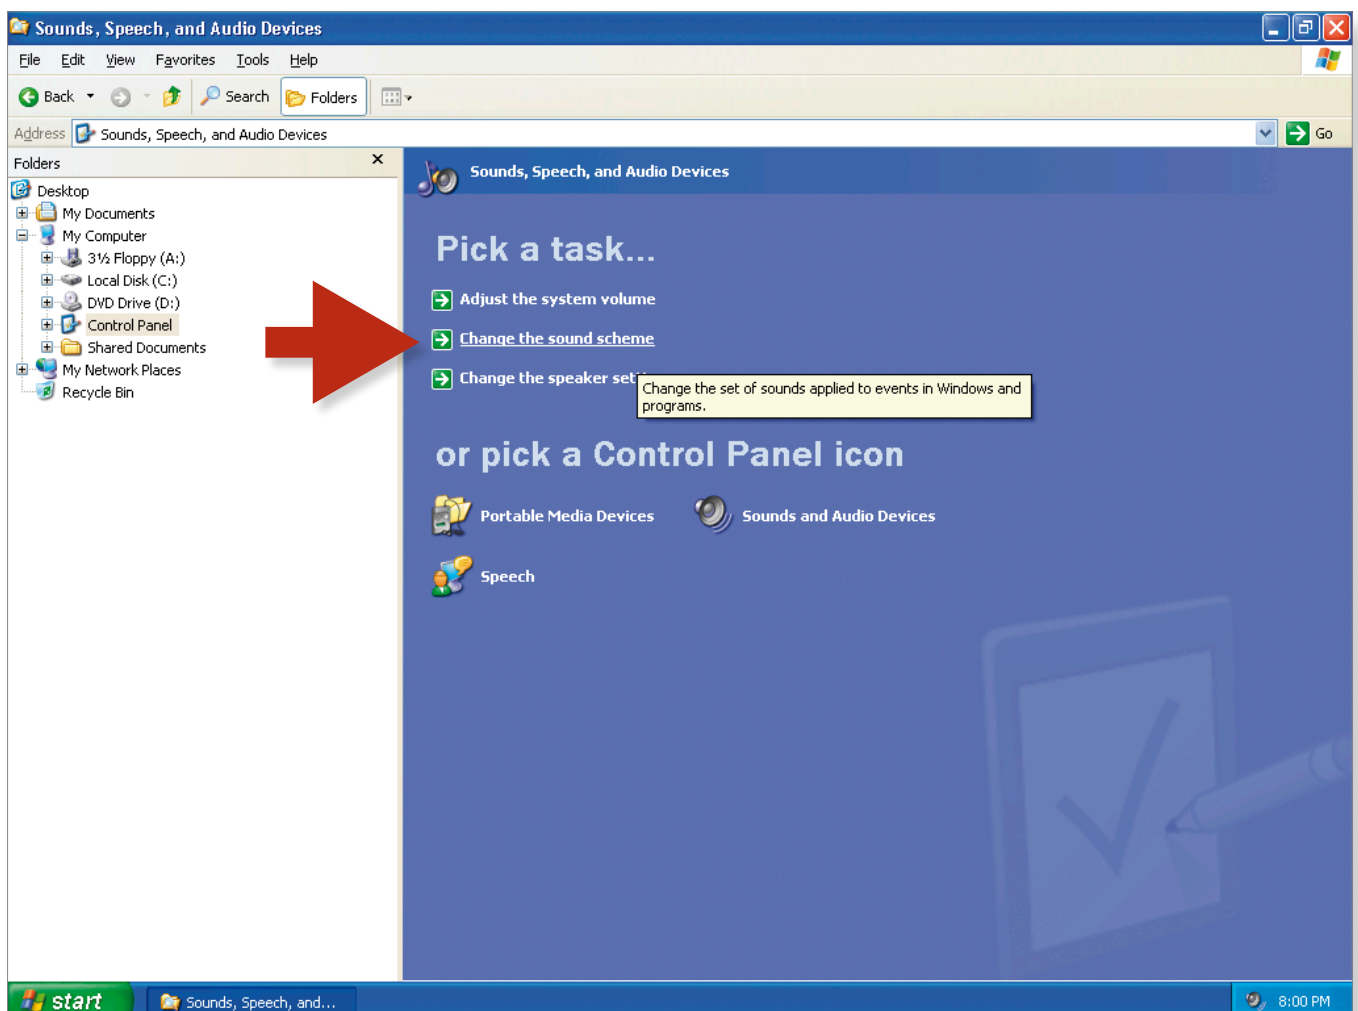 Sounds, Speech, and Audio Devices
File Edit View Favorites Tools Help
Back Search Folders
Address Sounds, Speech, and Audio Devices Go
Folders x
Desktop
My Documents
My Computer
3½ Floppy (A:)
Local Disk (C:)
DVD Drive (D:)
Control Panel
Shared Documents
My Network Places
Recycle Bin
Sounds, Speech, and Audio Devices
Pick a task...
Adjust the system volume
Change the sound scheme
Change the speaker
Change the set of sounds applied to events in Windows and
programs.
or pick a Control Panel icon
Portable Media Devices
Sounds and Audio Devices
Speech
start Sounds, Speech, and... 8:00 PM